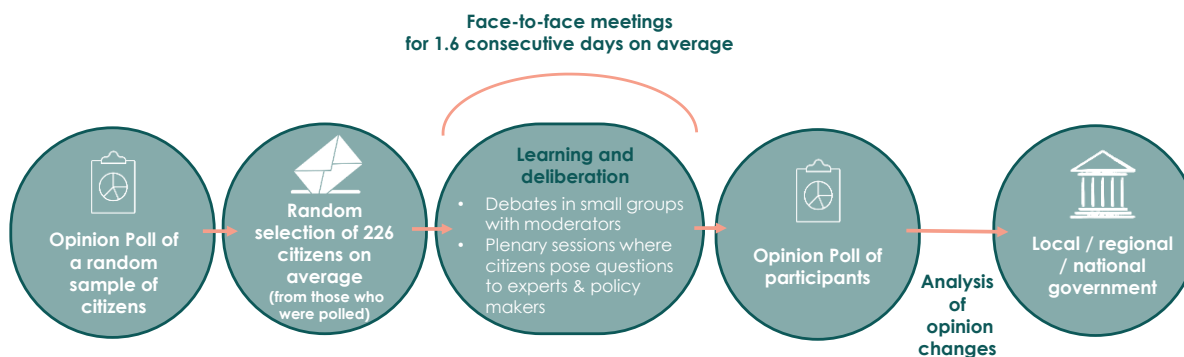 Face-to-face meetings
for 1.6 consecutive days on average
Opinion Poll of
a random
sample of
citizens
Random
selection of 226
citizens on
average
(from those who
were polled)
Learning and
deliberation
• Debates in small groups
with moderators
• Plenary sessions where
citizens pose questions
to experts & policy
makers
Opinion Poll of
participants
Analysis
of
opinion
changes
Local / regional
/ national
government